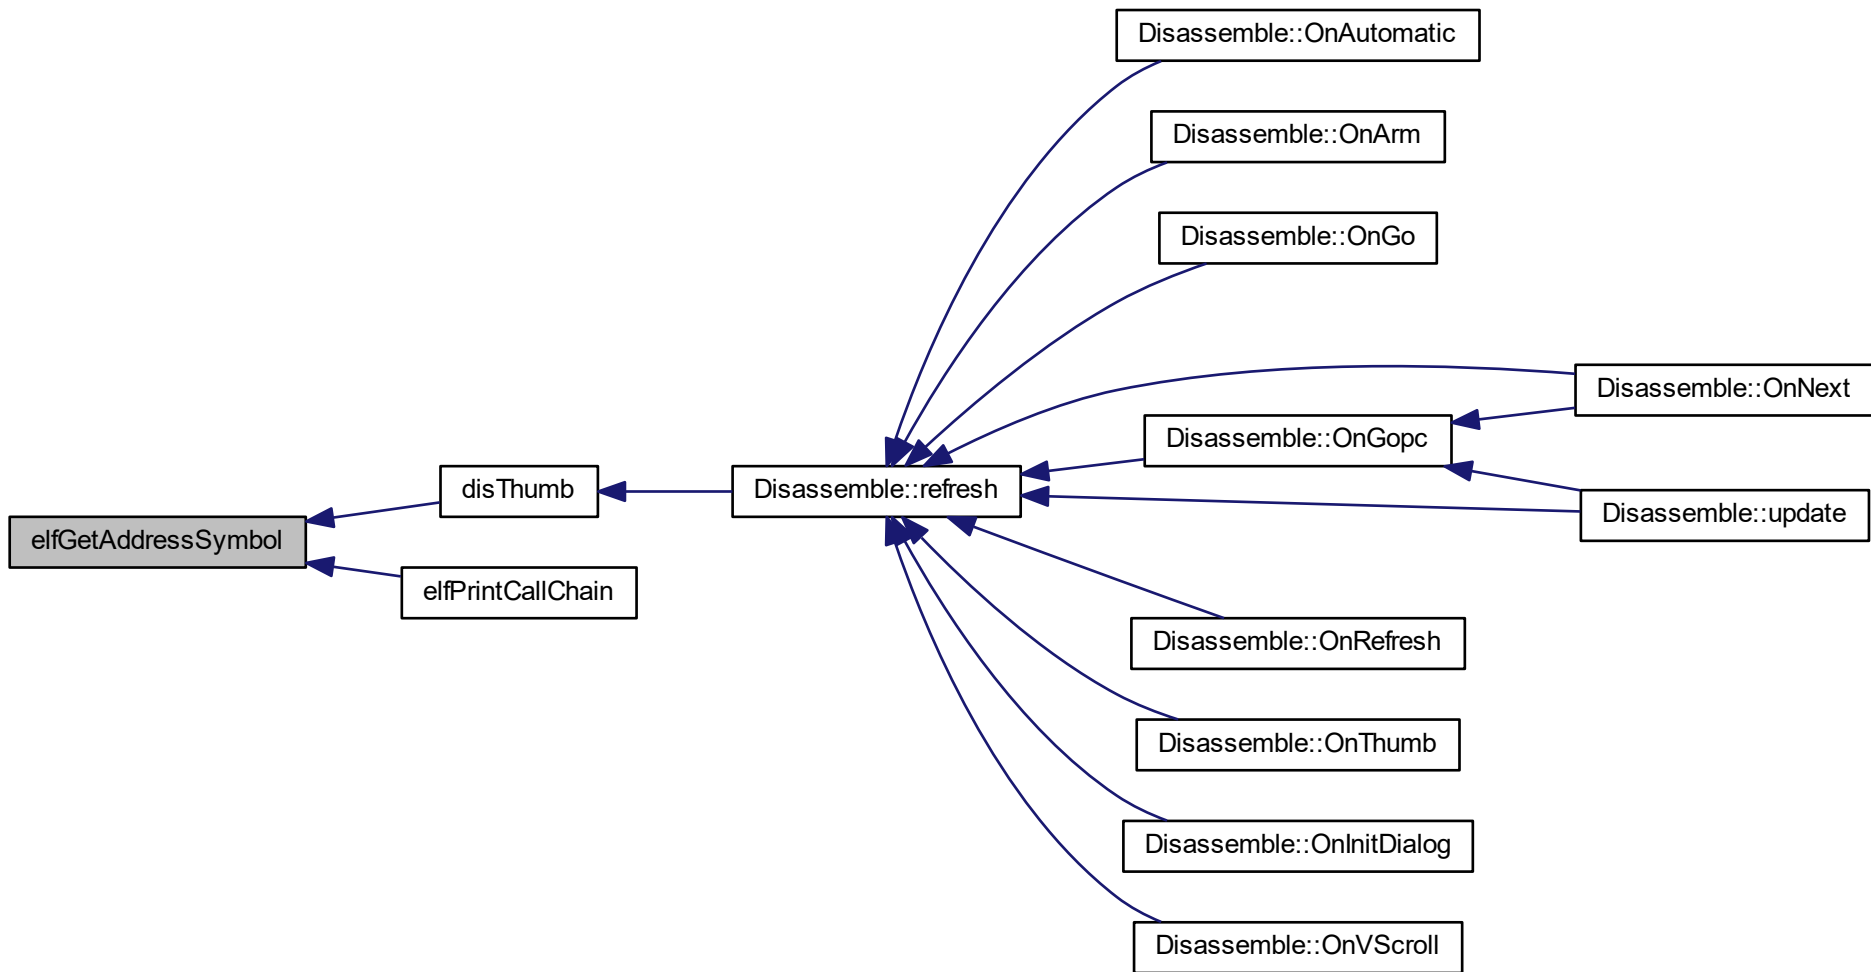 Disassemble::OnAutomatic
Disassemble::OnArm
Disassemble::OnGo
Disassemble::OnNext
Disassemble::OnGopc
disThumb
Disassemble::refresh
Disassemble::update
elfGetAddressSymbol
elfPrintCallChain
Disassemble::OnRefresh
Disassemble::OnThumb
Disassemble::OnInitDialog
Disassemble::OnVScroll